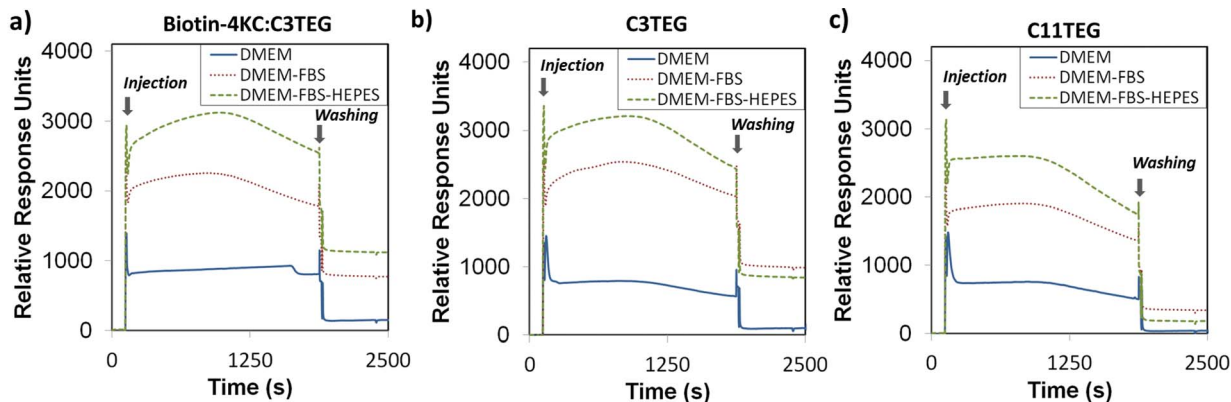 a)
Biotin-4KC:C3TEG
Relative Response Units
4000
3000
2000
1000
0
DMEM
DMEM-FBS
DMEM-FBS-HEPES
Injection
Washing
0
1250
2500
Time (s)
b)
C3TEG
Relative Response Units
4000
3000
2000
1000
0
DMEM
DMEM-FBS
DMEM-FBS-HEPES
Injection
Washing
0
1250
2500
Time (s)
c)
C11TEG
Relative Response Units
4000
3000
2000
1000
0
DMEM
DMEM-FBS
DMEM-FBS-HEPES
Injection
Washing
0
1250
2500
Time (s)